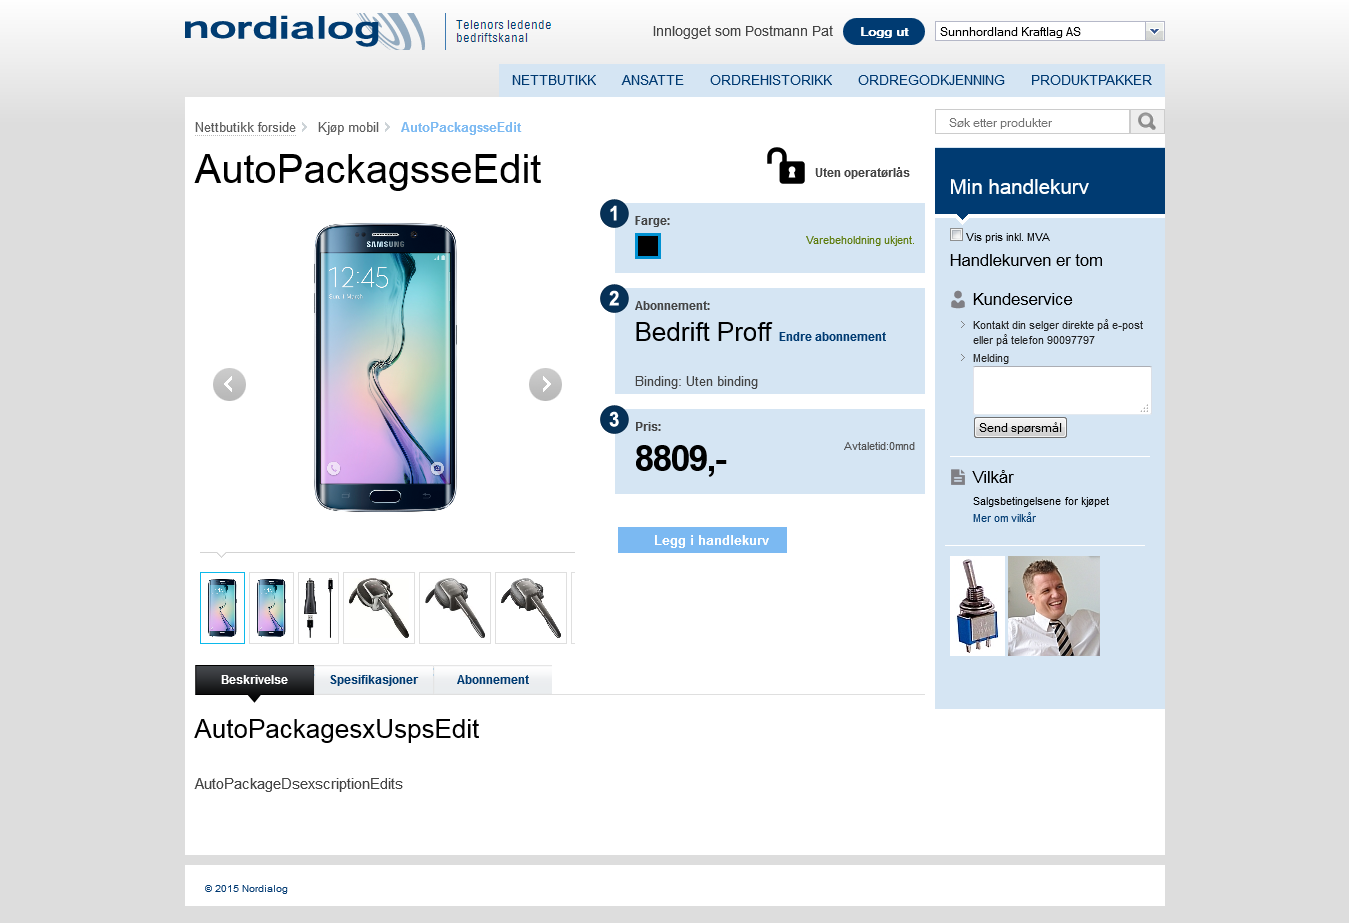 nordialog
Telenors ledende
bedriftskanal
Innlogget som Postmann Pat
Logg ut
Sunnhordland Kraftlag AS
NETTBUTIKK ANSATTE ORDREHISTORIKK ORDREGODKJENNING PRODUKTPAKKER
Nettbutikk forside Kjøp mobil AutoPackagsseEdit
Søk etter produkter
AutoPackagsseEdit
Uten operatørlås
SAMSUNG
12:45
Sun, 1 March
1
Farge:
Varebeholdning ukjent.
2
Abonnement:
Bedrift Proff Endre abonnement
Binding: Uten binding
3
Pris:
8809,-
Avtaletid:0mnd
Legg i handlekurv
Min handlekurv
Vis pris inkl. MVA
Handlekurven er tom
Kundeservice
Kontakt din selger direkte på e-post
eller på telefon 90097797
Melding
Send spørsmål
Vilkår
Salgsbetingelsene for kjøpet
Mer om vilkår
Beskrivelse Spesifikasjoner Abonnement
AutoPackagesxUspsEdit
AutoPackageDsexscriptionEdits
© 2015 Nordialog